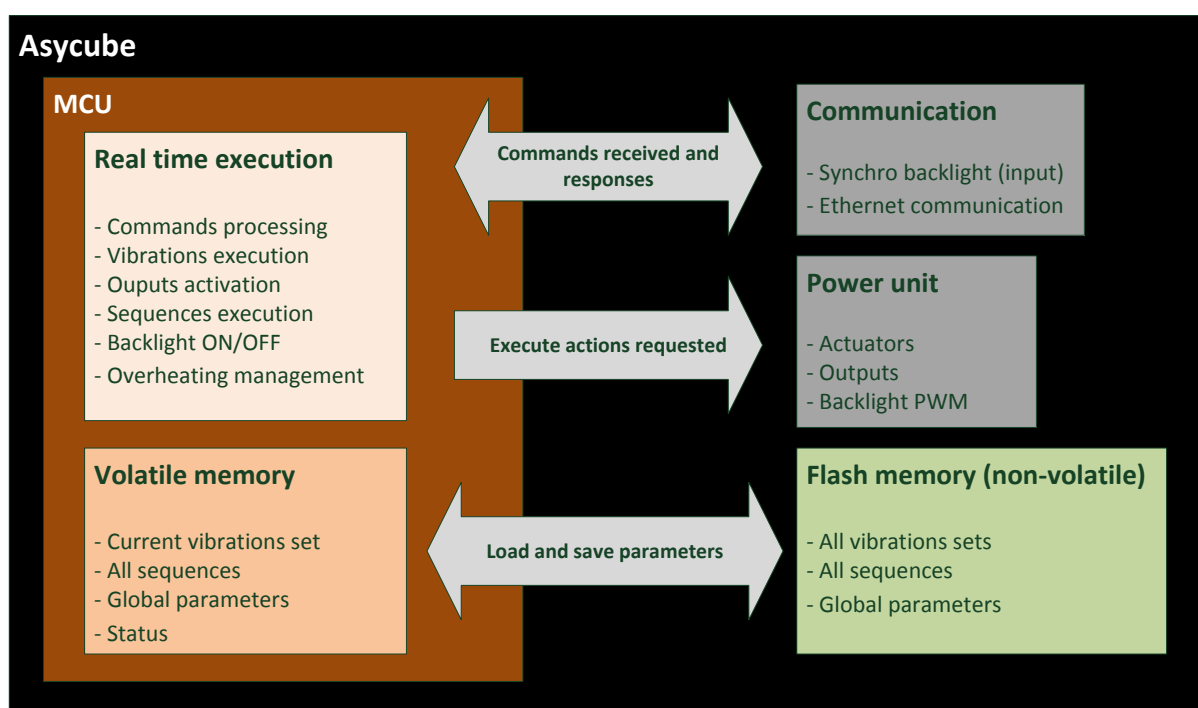 Asycube
MCU
Real time execution
- Commands processing
- Vibrations execution
- Ouputs activation
- Sequences execution
- Backlight ON/OFF
- Overheating management
Commands received and
responses
Communication
- Synchro backlight (input)
- Ethernet communication
Execute actions requested
Power unit
- Actuators
- Outputs
- Backlight PWM
Volatile memory
- Current vibrations set
- All sequences
- Global parameters
- Status
Load and save parameters
Flash memory (non-volatile)
- All vibrations sets
- All sequences
- Global parameters